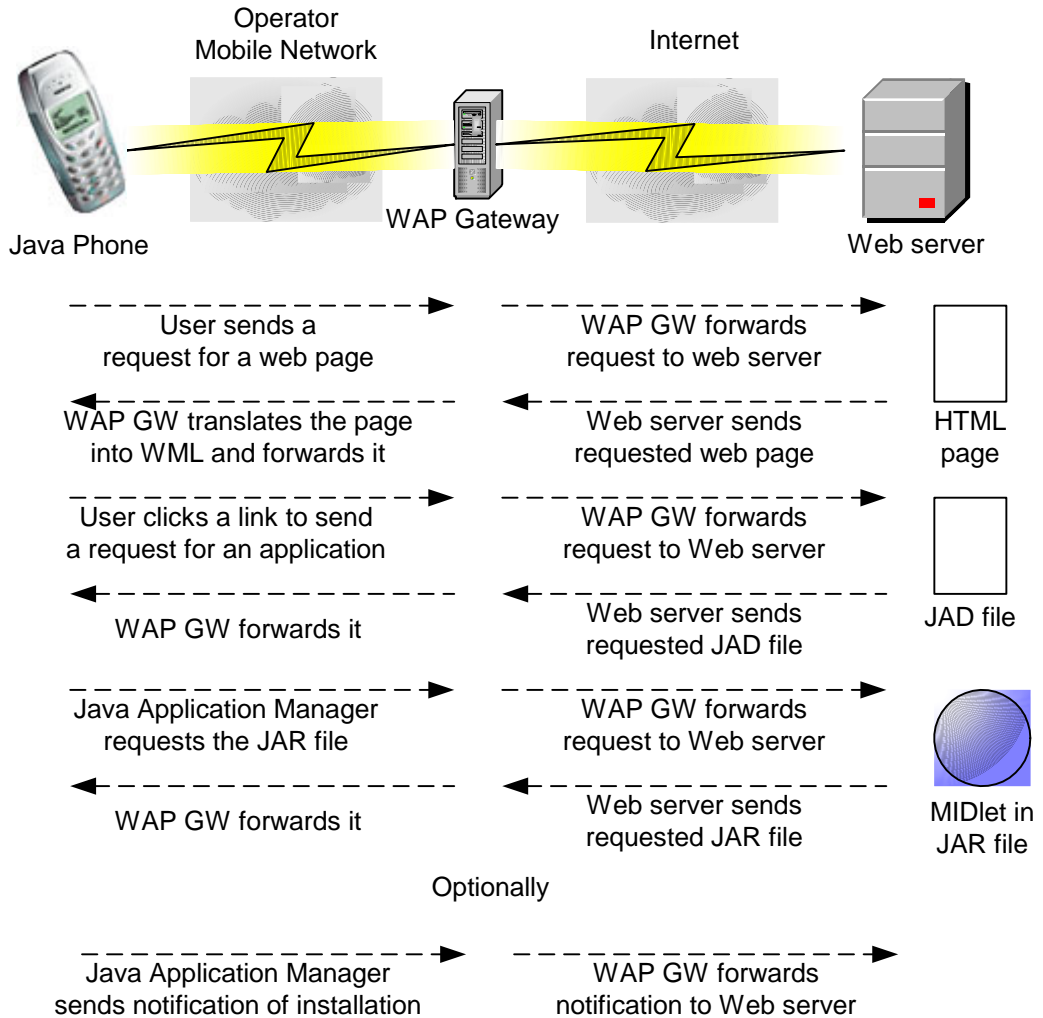 Operator
Mobile Network
Internet
Java Phone
WAP Gateway
Web server
User sends a
request for a web page
WAP GW forwards
request to web server
WAP GW translates the page
into WML and forwards it
Web server sends
requested web page
HTML
page
User clicks a link to send
a request for an application
WAP GW forwards
request to Web server
WAP GW forwards it
Web server sends
requested JAD file
JAD file
Java Application Manager
requests the JAR file
WAP GW forwards
request to Web server
WAP GW forwards it
Web server sends
requested JAR file
MIDlet in
JAR file
Optionally
Java Application Manager
sends notification of installation
WAP GW forwards
notification to Web server